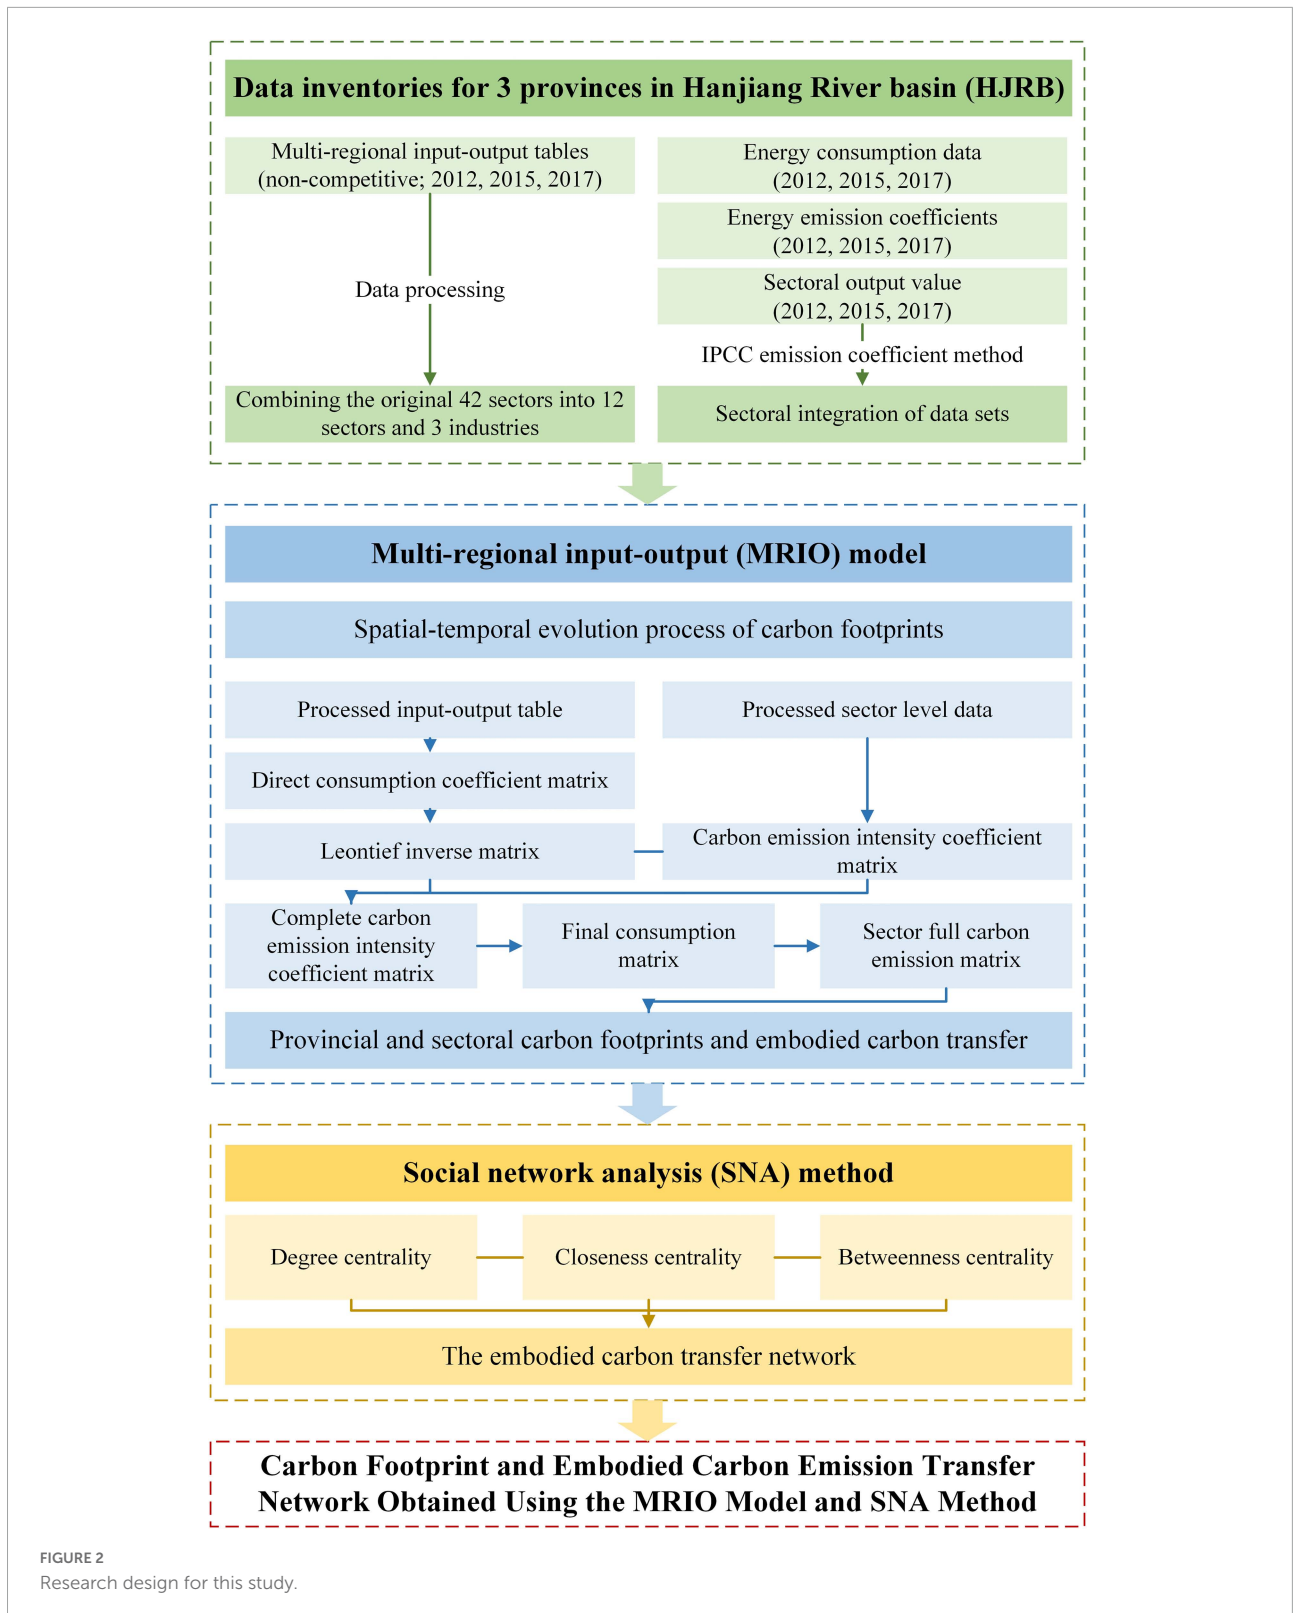 Data inventories for 3 provinces in Hanjiang River basin (HJRB)
Multi-regional input-output tables
(non-competitive; 2012, 2015, 2017)
Energy consumption data
(2012, 2015, 2017)
Energy emission coefficients
(2012, 2015, 2017)
Sectoral output value
(2012, 2015, 2017)
Data processing
IPCC emission coefficient method
Combining the original 42 sectors into 12
sectors and 3 industries
Sectoral integration of data sets
Multi-regional input-output (MRIO) model
Spatial-temporal evolution process of carbon footprints
Processed input-output table
Processed sector level data
Direct consumption coefficient matrix
Leontief inverse matrix
Carbon emission intensity coefficient
matrix
Complete carbon
emission intensity
coefficient matrix
Final consumption
matrix
Sector full carbon
emission matrix
Provincial and sectoral carbon footprints and embodied carbon transfer
Social network analysis (SNA) method
Degree centrality
Closeness centrality
Betweenness centrality
The embodied carbon transfer network
Carbon Footprint and Embodied Carbon Emission Transfer
Network Obtained Using the MRIO Model and SNA Method
FIGURE 2
Research design for this study.